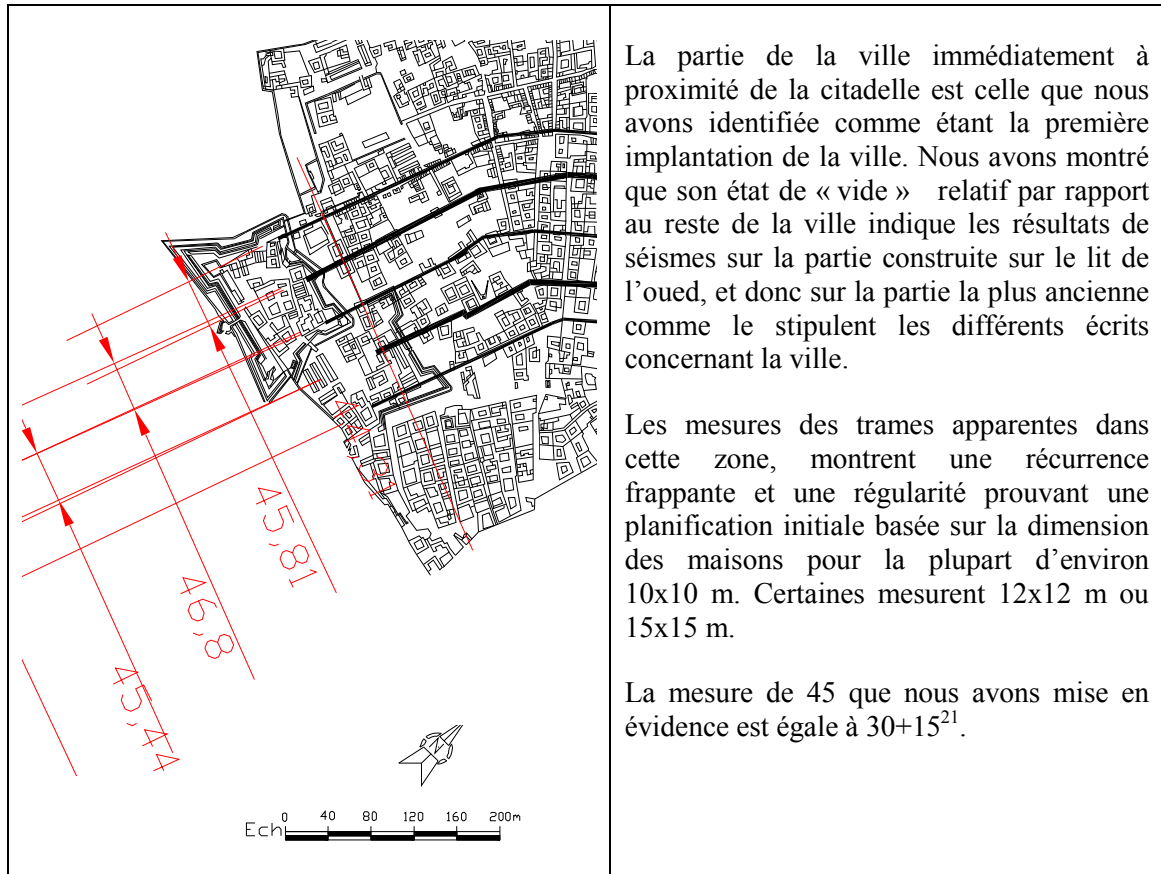 45,81
46,8
45,44
Ech 0 40 80 120 160 200m
La partie de la ville immédiatement à
proximité de la citadelle est celle que nous
avons identifiée comme étant la première
implantation de la ville. Nous avons montré
que son état de « vide » relatif par rapport
au reste de la ville indique les résultats de
séismes sur la partie construite sur le lit de
l’oued, et donc sur la partie la plus ancienne
comme le stipulent les différents écrits
concernant la ville.
Les mesures des trames apparentes dans
cette zone, montrent une récurrence
frappante et une régularité prouvant une
planification initiale basée sur la dimension
des maisons pour la plupart d’environ
10x10 m. Certaines mesurent 12x12 m ou
15x15 m.
La mesure de 45 que nous avons mise en
évidence est égale à 30+15²¹.